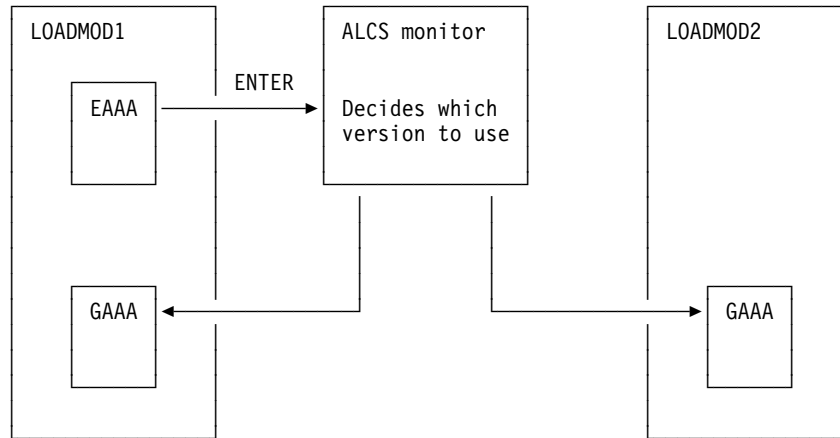 LOADMOD1
ALCS monitor
LOADMOD2
ENTER
EAAA
Decides which
version to use
GAAA
GAAA